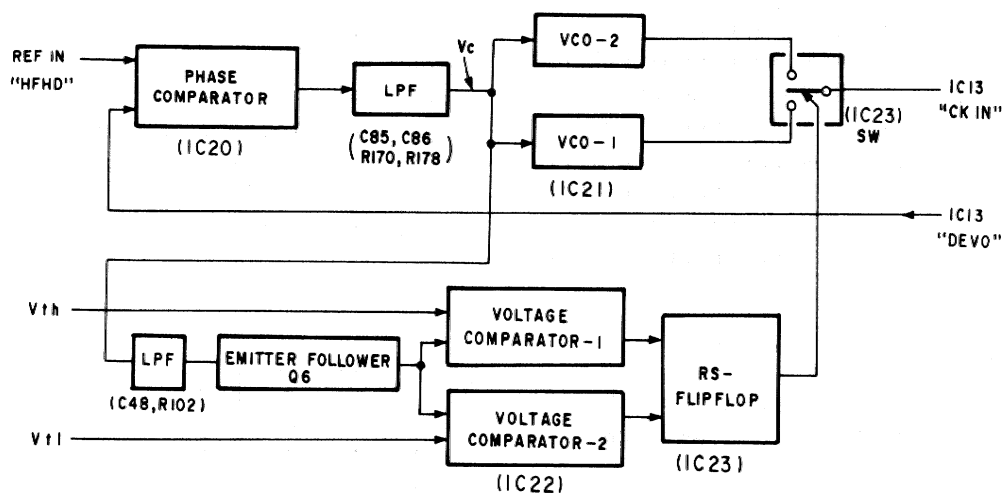 REF IN
"HFHD"
PHASE
COMPARATOR
(IC20)
LPF
(C85, C86
R170, R178)
Vc
VCO-2
VCO-1
(IC21)
(IC23)
SW
IC13
"CK IN"
IC13
"DEVO"
Vth
LPF
(C48,R102)
EMITTER FOLLOWER
Q6
VOLTAGE
COMPARATOR-1
VOLTAGE
COMPARATOR-2
(IC22)
Vtl
RS-
FLIPFLOP
(IC23)